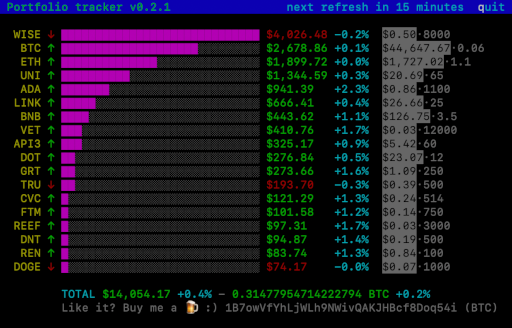 Portfolio tracker v0.2.1 next refresh in 15 minutes quit
WISE ↓ $4,026.48 -0.2% $0.50·8000
BTC ↑ $2,678.86 +0.1% $44,647.67·0.06
ETH ↑ $1,899.72 +0.0% $1,727.02·1.1
UNI ↑ $1,344.59 +0.3% $20.69·65
ADA ↑ $941.39 +2.3% $0.86·1100
LINK ↑ $666.41 +0.4% $26.66·25
BNB ↑ $443.62 +1.1% $126.75·3.5
VET ↑ $410.76 +1.7% $0.03·12000
API3 ↑ $325.17 +0.9% $5.42·60
DOT ↑ $276.84 +0.5% $23.07·12
GRT ↑ $273.66 +1.6% $1.09·250
TRU ↓ $193.70 -0.3% $0.39·500
CVC ↑ $121.29 +1.3% $0.24·514
FTM ↑ $101.58 +1.2% $0.14·750
REEF ↑ $97.31 +1.7% $0.03·3000
DNT ↑ $94.87 +1.4% $0.19·500
REN ↑ $83.74 +1.3% $0.84·100
DOGE ↓ $74.17 -0.0% $0.07·1000
TOTAL $14,054.17 +0.4% – 0.31477954714222794 BTC +0.2%
Like it? Buy me a 🍺 :) 1B7owVfYhLjWLh9NWivQAKJHBcf8Doq54i (BTC)